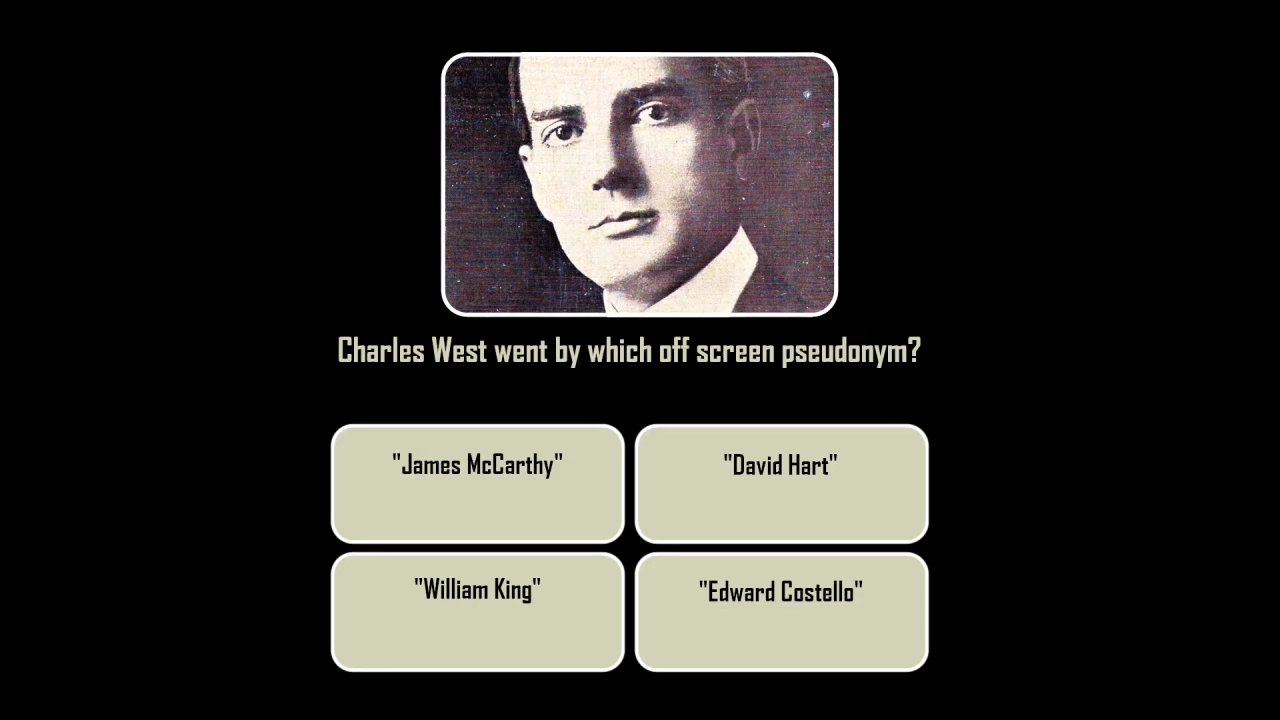 Charles West went by which off screen pseudonym?
"James McCarthy"
"David Hart"
"William King"
"Edward Costello"